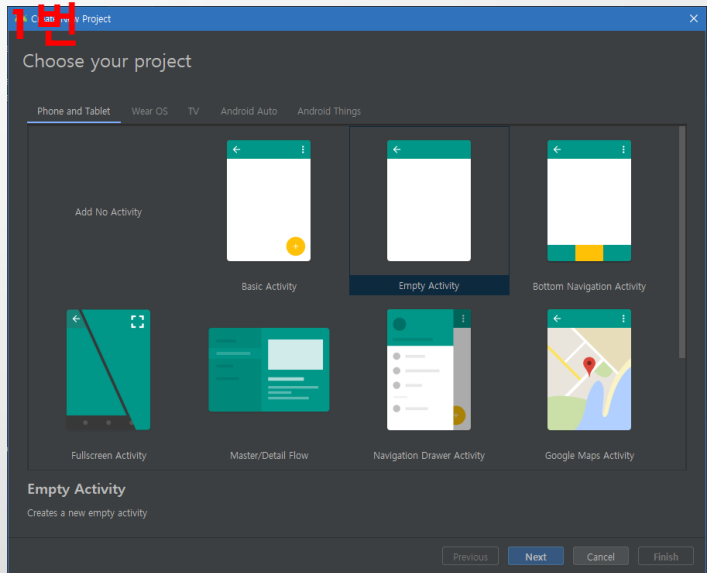 1번
Create New Project
Choose your project
Phone and Tablet Wear OS TV Android Auto Android Things
Add No Activity
Basic Activity
Empty Activity
Bottom Navigation Activity
Fullscreen Activity
Master/Detail Flow
Navigation Drawer Activity
Google Maps Activity
Empty Activity
Creates a new empty activity
Previous Next Cancel Finish